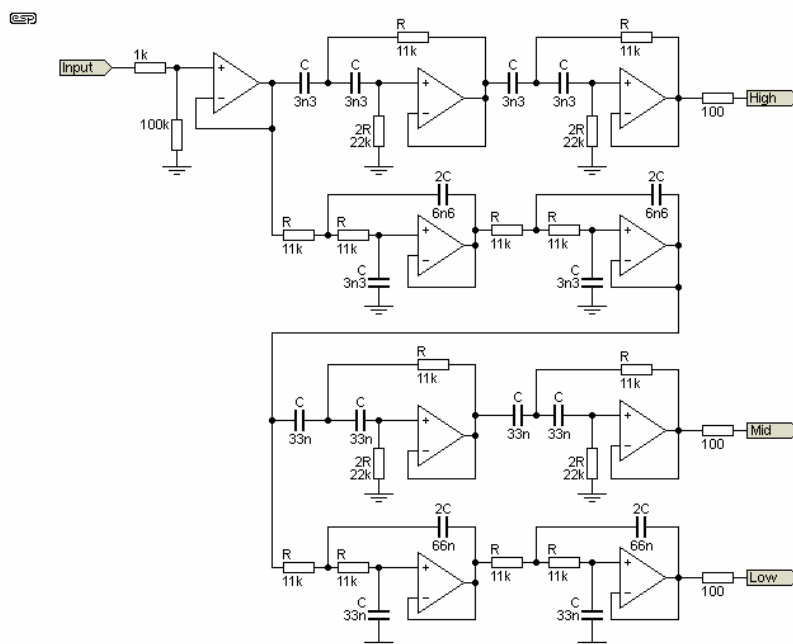 esp
R
11k
R
11k
1k
Input
C
3n3
C
3n3
C
3n3
C
3n3
+
−
+
−
+
−
100k
2R
22k
2R
22k
100
High
2C
6n6
2C
6n6
R
11k
R
11k
R
11k
R
11k
+
−
+
−
C
3n3
C
3n3
R
11k
R
11k
C
33n
C
33n
C
33n
C
33n
+
−
+
−
2R
22k
2R
22k
100
Mid
2C
66n
2C
66n
R
11k
R
11k
R
11k
R
11k
+
−
+
−
C
33n
C
33n
100
Low